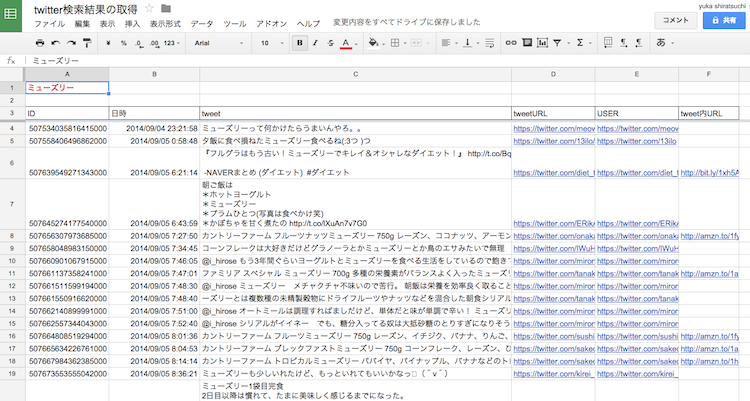 twitter検索結果の取得
yuka shiratsuchi
ファイル 編集 表示 挿入 表示形式 データ ツール アドオン ヘルプ 変更内容をすべてドライブに保存しました
コメント
共有
¥ % .0 .00 123 Arial 10 B I S A あ
fx ミューズリー
A B C D E F
1 ミューズリー
2
3 ID 日時 tweet tweetURL USER tweet内URL
4 507534035816415000 2014/09/04 23:21:58 ミューズリーって何かけたらうまいんやろ。。 https://twitter.com/meow https://twitter.com/meow
5 507558406496862000 2014/09/05 0:58:48 夕飯に食べ損ねたミューズリー食べるね(:3つ )つ https://twitter.com/13ilo/ https://twitter.com/13ilo/
『フルグラはもう古い！ミューズリーでキレイ＆オシャレなダイエット！』 http://t.co/Bq
6 507639549271343000 2014/09/05 6:21:14 -NAVERまとめ (ダイエット) #ダイエット https://twitter.com/diet_ https://twitter.com/diet_ http://bit.ly/1xh5A
朝ご飯は
＊ホットヨーグルト
＊ミューズリー
＊プラムひとつ(写真は食べかけ笑)
7 507645274177540000 2014/09/05 6:43:59 ＊かぼちゃを甘く煮たの http://t.co/IXuAn7v7G0 https://twitter.com/ERiK https://twitter.com/ERiK
8 507656307973685000 2014/09/05 7:27:50 カントリーファーム フルーツナッツミューズリー 750g レーズン、ココナッツ、アーモン https://twitter.com/onak https://twitter.com/onak http://amzn.to/1fy
9 507658048983150000 2014/09/05 7:34:45 コーンフレークは大好きだけどグラノーラとかミューズリーとか鳥のエサみたいで無理 https://twitter.com/IWuH https://twitter.com/IWuH
10 507660901067915000 2014/09/05 7:46:05 @i_hirose もう3年間ぐらいヨーグルトとミューズリーを食べる生活をしているので飽き https://twitter.com/miror https://twitter.com/miror
11 507661137358241000 2014/09/05 7:47:01 ファミリア スペシャル ミューズリー 700g 多種の栄養素がバランスよく入ったミューズ https://twitter.com/tanak https://twitter.com/tanak http://amzn.to/1
12 507661511599194000 2014/09/05 7:48:30 @i_hirose ミューズリー　メチャクチャ不味いので苦行。 朝飯は栄養を効率良く取ること https://twitter.com/miror https://twitter.com/miror
13 507661550916620000 2014/09/05 7:48:40 ーズリーとは複数種の未精製穀物にドライフルーツやナッツなどを混合した朝食シリアル https://twitter.com/tanak https://twitter.com/tanak
14 507662140899991000 2014/09/05 7:51:00 @i_hirose オートミールは調理すればましだけど、単体だと味が単調で辛い！ ミューズリ https://twitter.com/miror https://twitter.com/miror
15 507662557344043000 2014/09/05 7:52:40 @i_hirose シリアルがイイネー　でも、糖分入ってる奴は大抵砂糖のとりすぎになりそう https://twitter.com/miror https://twitter.com/miror
16 507664808519294000 2014/09/05 8:01:36 カントリーファーム フルーツミューズリー 750g レーズン、イチジク、バナナ、りんご、 https://twitter.com/sushi https://twitter.com/sushi http://amzn.to/1f
17 507665634226761000 2014/09/05 8:04:53 カントリーファーム ブレックファストミューズリー 750g コーンフレーク、レーズン、ひ https://twitter.com/sake https://twitter.com/sake http://amzn.to/1c
18 507667984362385000 2014/09/05 8:14:14 カントリーファーム トロピカルミューズリー パパイヤ、パイナップル、バナナなどのト https://twitter.com/sake https://twitter.com/sake http://amzn.to/1h
19 507673553555042000 2014/09/05 8:36:21 ミューズリーも少しいれたけど、もっといれてもいいかなっ （ ˘ v ˘ ） https://twitter.com/kirei_ https://twitter.com/kirei_
ミューズリー1袋目完食
2日目以降は慣れて、たまに美味しく感じるまでになった。